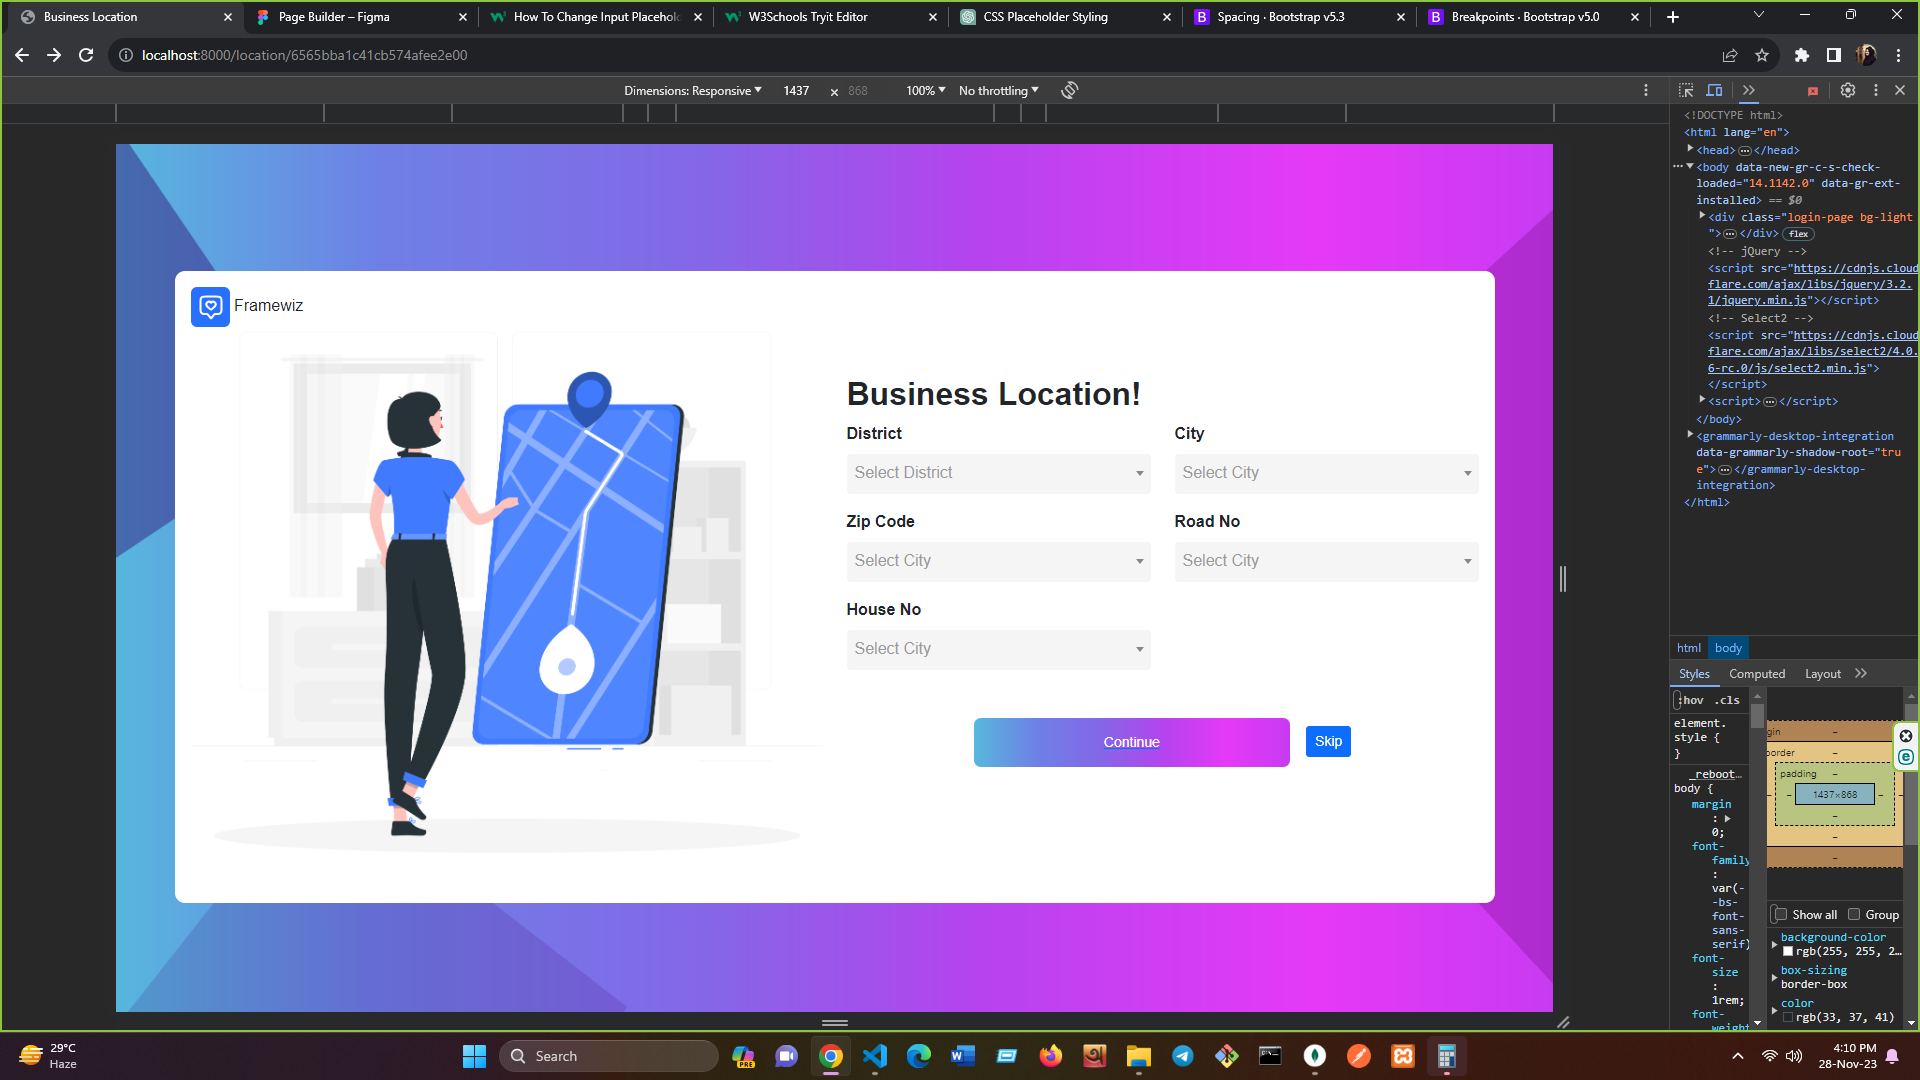 Business Location
Page Builder – Figma
How To Change Input Placehol
W3Schools Tryit Editor
CSS Placeholder Styling
Spacing · Bootstrap v5.3
Breakpoints · Bootstrap v5.0
localhost:8000/location/6565bba1c41cb574afee2e00
Dimensions: Responsive
1437 x 868
100%
No throttling
Framewiz
Business Location!
District
City
Select District
Select City
Zip Code
Road No
Select City
Select City
House No
Select City
Continue
Skip
<!DOCTYPE html>
<html lang="en">
<head> ⋯ </head>
<body data-new-gr-c-s-check-
loaded="14.1142.0" data-gr-ext-
installed> == $0
<div class="login-page bg-light
"> ⋯ </div> flex
<!-- jQuery -->
<script src="https://cdnjs.cloud
flare.com/ajax/libs/jquery/3.2.
1/jquery.min.js"></script>
<!-- Select2 -->
<script src="https://cdnjs.cloud
flare.com/ajax/libs/select2/4.0.
6-rc.0/js/select2.min.js">
</script>
<script> ⋯ </script>
</body>
<grammarly-desktop-integration
data-grammarly-shadow-root="tru
e"> ⋯ </grammarly-desktop-
integration>
</html>
html body
Styles Computed Layout
:hov .cls
element.
style {
}
_reboot…
body {
margin
:
0;
font-
family
:
var(-
-bs-
font-
sans-
serif)
font-
size
:
1rem;
font-
weight
gin –
border –
padding –
– 1437×868 –
–
–
–
Show all Group
background-color
rgb(255, 255, 2…
box-sizing
border-box
color
rgb(33, 37, 41)
29°C
Haze
Search
PRE
4:10 PM
28-Nov-23